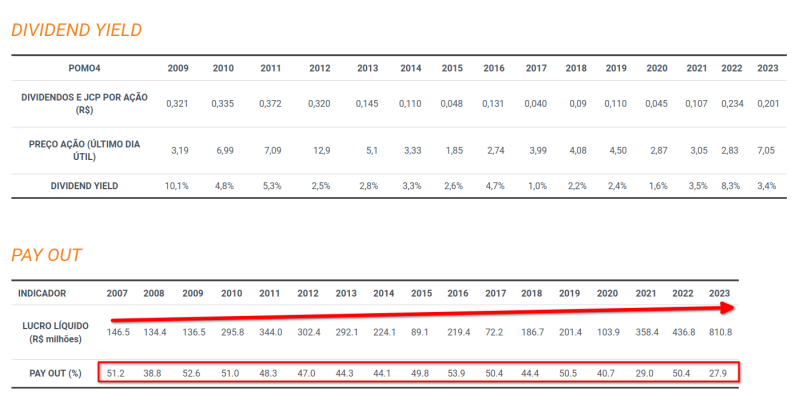 DIVIDEND YIELD
POMO4 2009 2010 2011 2012 2013 2014 2015 2016 2017 2018 2019 2020 2021 2022 2023
DIVIDENDOS E JCP POR AÇÃO
(R$) 0,321 0,335 0,372 0,320 0,145 0,110 0,048 0,131 0,040 0,09 0,110 0,045 0,107 0,234 0,201
PREÇO AÇÃO (ÚLTIMO DIA
ÚTIL) 3,19 6,99 7,09 12,9 5,1 3,33 1,85 2,74 3,99 4,08 4,50 2,87 3,05 2,83 7,05
DIVIDEND YIELD 10,1% 4,8% 5,3% 2,5% 2,8% 3,3% 2,6% 4,7% 1,0% 2,2% 2,4% 1,6% 3,5% 8,3% 3,4%
PAY OUT
INDICADOR 2007 2008 2009 2010 2011 2012 2013 2014 2015 2016 2017 2018 2019 2020 2021 2022 2023
LUCRO LÍQUIDO
(R$ milhões) 146.5 134.4 136.5 295.8 344.0 302.4 292.1 224.1 89.1 219.4 72.2 186.7 201.4 103.9 358.4 436.8 810.8
PAY OUT (%) 51.2 38.8 52.6 51.0 48.3 47.0 44.3 44.1 49.8 53.9 50.4 44.4 50.5 40.7 29.0 50.4 27.9